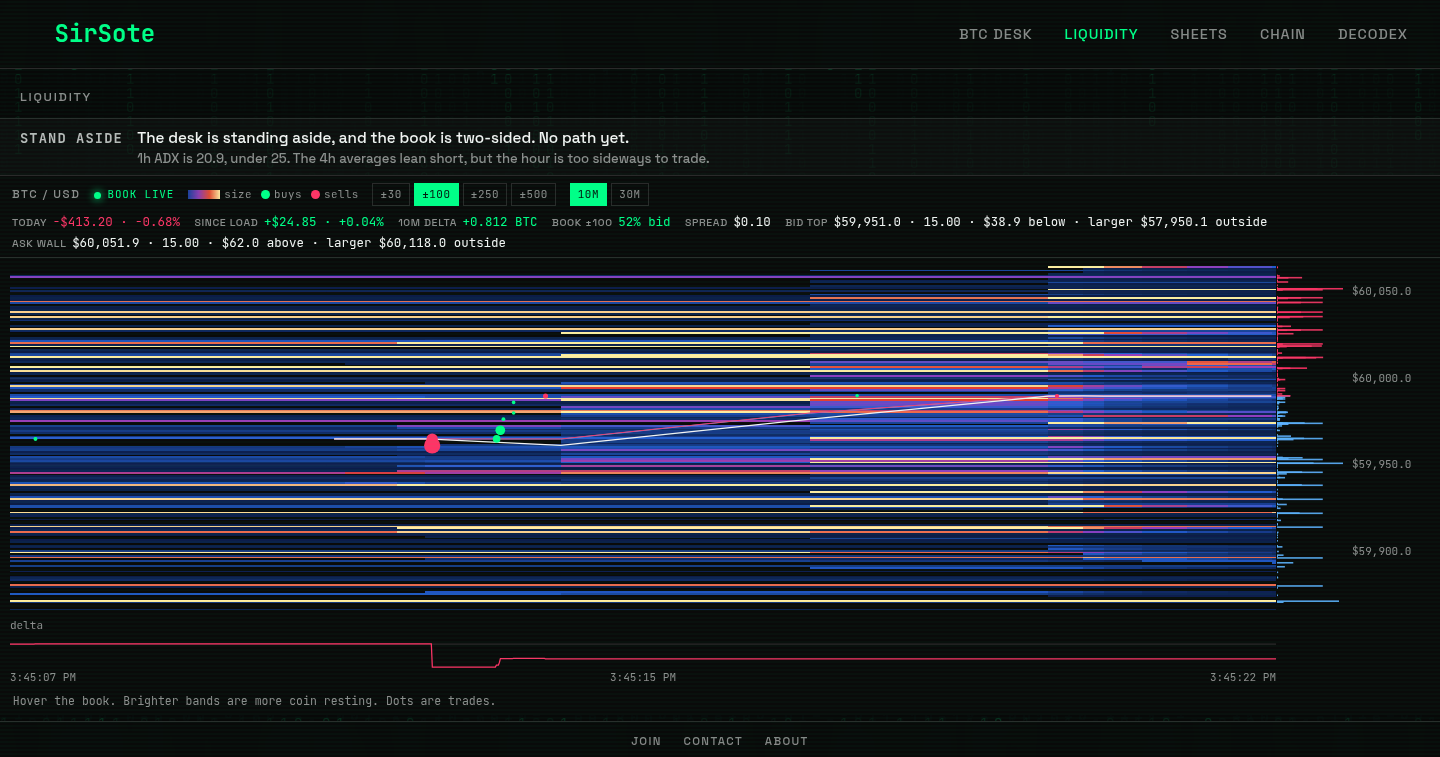 SirSote
BTC DESK LIQUIDITY SHEETS CHAIN DECODEX
LIQUIDITY
STAND ASIDE The desk is standing aside, and the book is two-sided. No path yet.
1h ADX is 20.9, under 25. The 4h averages lean short, but the hour is too sideways to trade.
BTC / USD BOOK LIVE size buys sells ±30 ±100 ±250 ±500 10M 30M
TODAY -$413.20 · -0.68% SINCE LOAD +$24.85 · +0.04% 10M DELTA +0.812 BTC BOOK ±100 52% bid SPREAD $0.10 BID TOP $59,951.0 · 15.00 · $38.9 below · larger $57,950.1 outside
ASK WALL $60,051.9 · 15.00 · $62.0 above · larger $60,118.0 outside
$60,050.0
$60,000.0
$59,950.0
$59,900.0
delta
3:45:07 PM 3:45:15 PM 3:45:22 PM
Hover the book. Brighter bands are more coin resting. Dots are trades.
JOIN CONTACT ABOUT